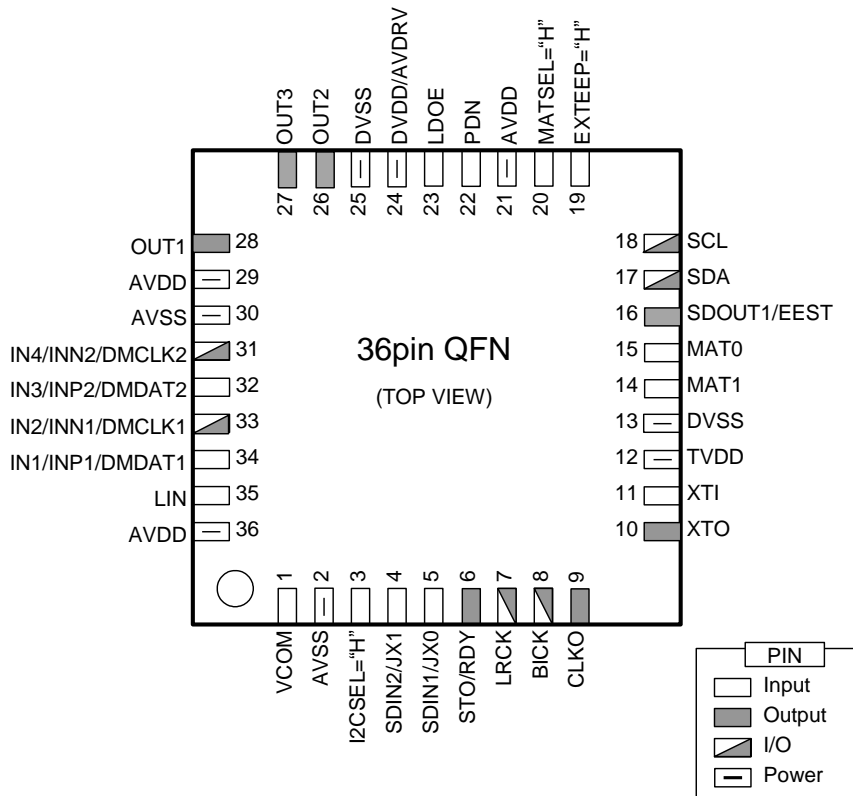 OUT3
OUT2
DVSS
DVDD/AVDRV
LDOE
PDN
AVDD
MATSEL=“H”
EXTEEP=“H”
27
26
25
24
23
22
21
20
19
OUT1 28
AVDD 29
AVSS 30
IN4/INN2/DMCLK2 31
IN3/INP2/DMDAT2 32
IN2/INN1/DMCLK1 33
IN1/INP1/DMDAT1 34
LIN 35
AVDD 36
36pin QFN
(TOP VIEW)
18 SCL
17 SDA
16 SDOUT1/EEST
15 MAT0
14 MAT1
13 DVSS
12 TVDD
11 XTI
10 XTO
1
2
3
4
5
6
7
8
9
VCOM
AVSS
I2CSEL=“H”
SDIN2/JX1
SDIN1/JX0
STO/RDY
LRCK
BICK
CLKO
PIN
Input
Output
I/O
Power